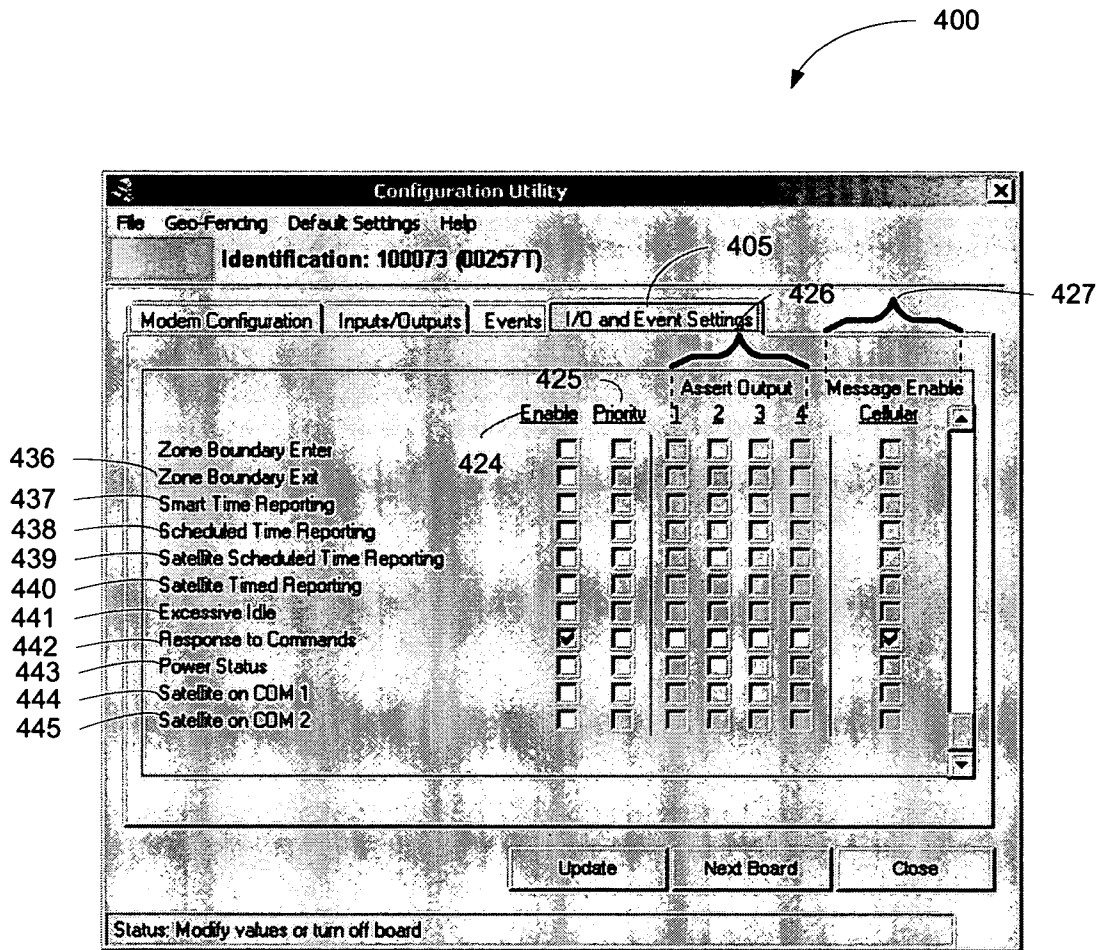 400
Configuration Utility
File Geo-Fencing Default Settings Help
Identification: 100073 (00257T)
405
426
427
Modem Configuration Inputs/Outputs Events I/O and Event Settings
425
Assert Output Message Enable
Enable Priority 1 2 3 4 Cellular
424
Zone Boundary Enter
436 Zone Boundary Exit
437 Smart Time Reporting
438 Scheduled Time Reporting
439 Satellite Scheduled Time Reporting
440 Satellite Timed Reporting
441 Excessive Idle
442 Response to Commands
443 Power Status
444 Satellite on COM 1
445 Satellite on COM 2
Update Next Board Close
Status: Modify values or turn off board